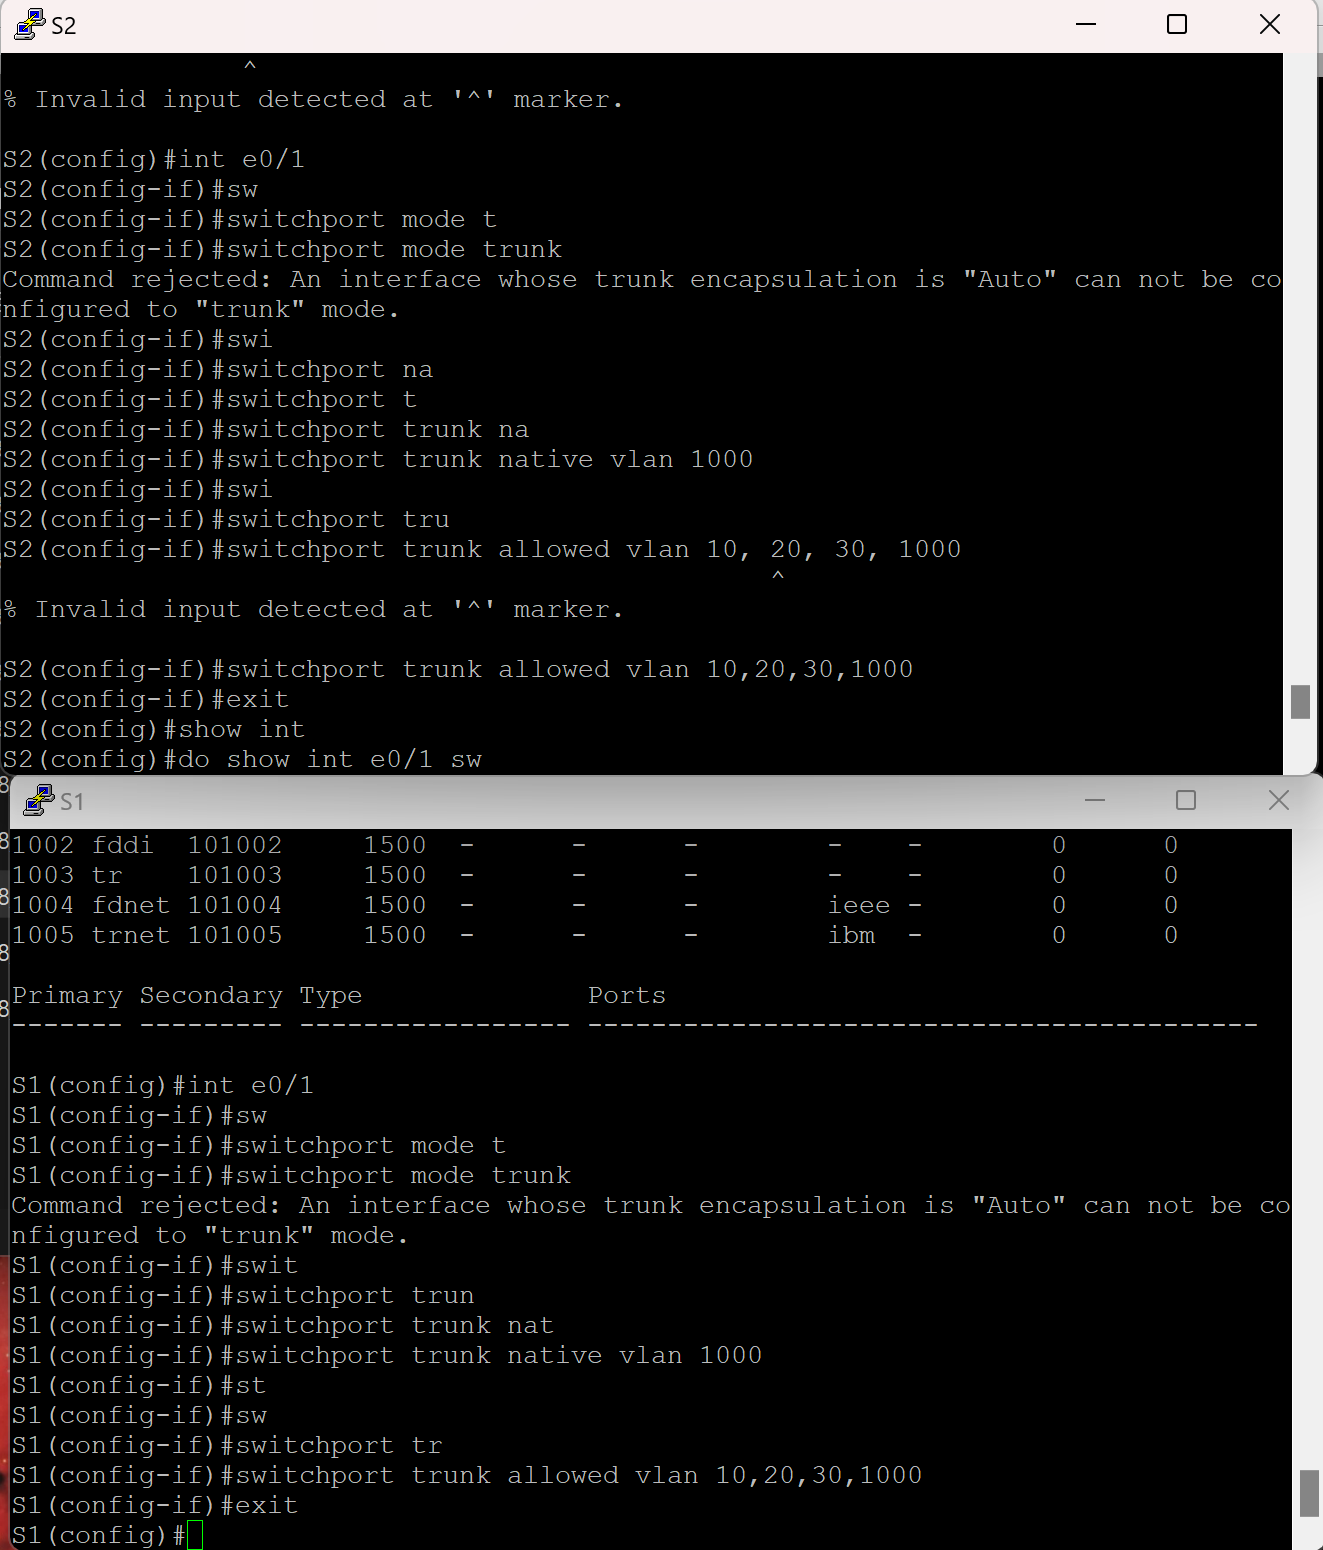 S2
^
% Invalid input detected at '^' marker.
S2(config)#int e0/1
S2(config-if)#sw
S2(config-if)#switchport mode t
S2(config-if)#switchport mode trunk
Command rejected: An interface whose trunk encapsulation is "Auto" can not be co
nfigured to "trunk" mode.
S2(config-if)#swi
S2(config-if)#switchport na
S2(config-if)#switchport t
S2(config-if)#switchport trunk na
S2(config-if)#switchport trunk native vlan 1000
S2(config-if)#swi
S2(config-if)#switchport tru
S2(config-if)#switchport trunk allowed vlan 10, 20, 30, 1000
^
% Invalid input detected at '^' marker.
S2(config-if)#switchport trunk allowed vlan 10,20,30,1000
S2(config-if)#exit
S2(config)#show int
S2(config)#do show int e0/1 sw
S1
1002 fddi 101002 1500 - - - - - 0 0
1003 tr 101003 1500 - - - - - 0 0
1004 fdnet 101004 1500 - - - ieee - 0 0
1005 trnet 101005 1500 - - - ibm - 0 0
Primary Secondary Type Ports
------- --------- ----------------- ------------------------------------------
S1(config)#int e0/1
S1(config-if)#sw
S1(config-if)#switchport mode t
S1(config-if)#switchport mode trunk
Command rejected: An interface whose trunk encapsulation is "Auto" can not be co
nfigured to "trunk" mode.
S1(config-if)#swit
S1(config-if)#switchport trun
S1(config-if)#switchport trunk nat
S1(config-if)#switchport trunk native vlan 1000
S1(config-if)#st
S1(config-if)#sw
S1(config-if)#switchport tr
S1(config-if)#switchport trunk allowed vlan 10,20,30,1000
S1(config-if)#exit
S1(config)#